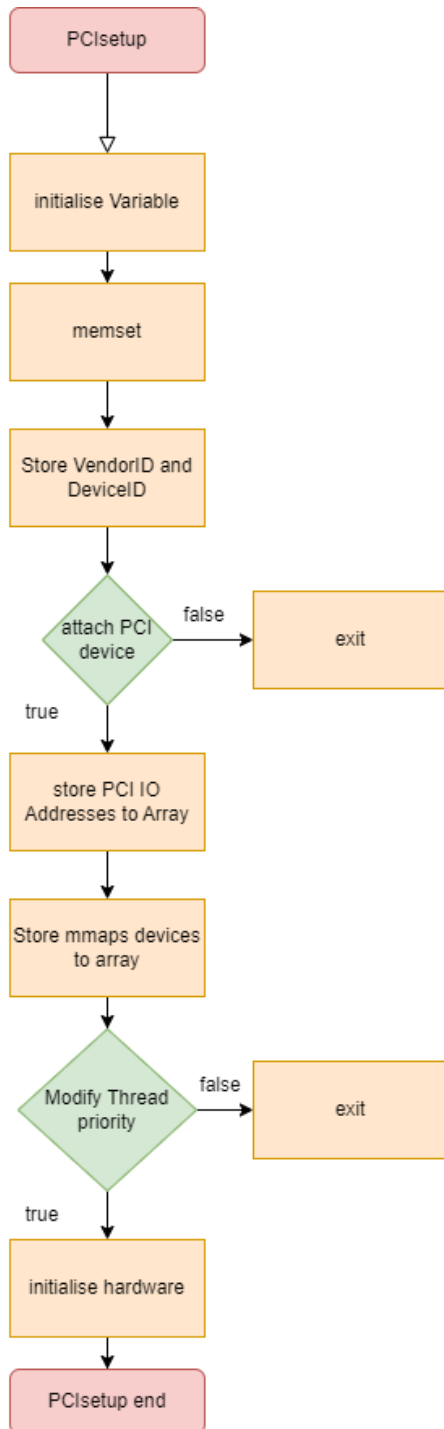 PCIsetup
initialise Variable
memset
Store VendorID and
DeviceID
attach PCI
device
false
exit
true
store PCI IO
Addresses to Array
Store mmaps devices
to array
Modify Thread
priority
false
exit
true
initialise hardware
PCIsetup end